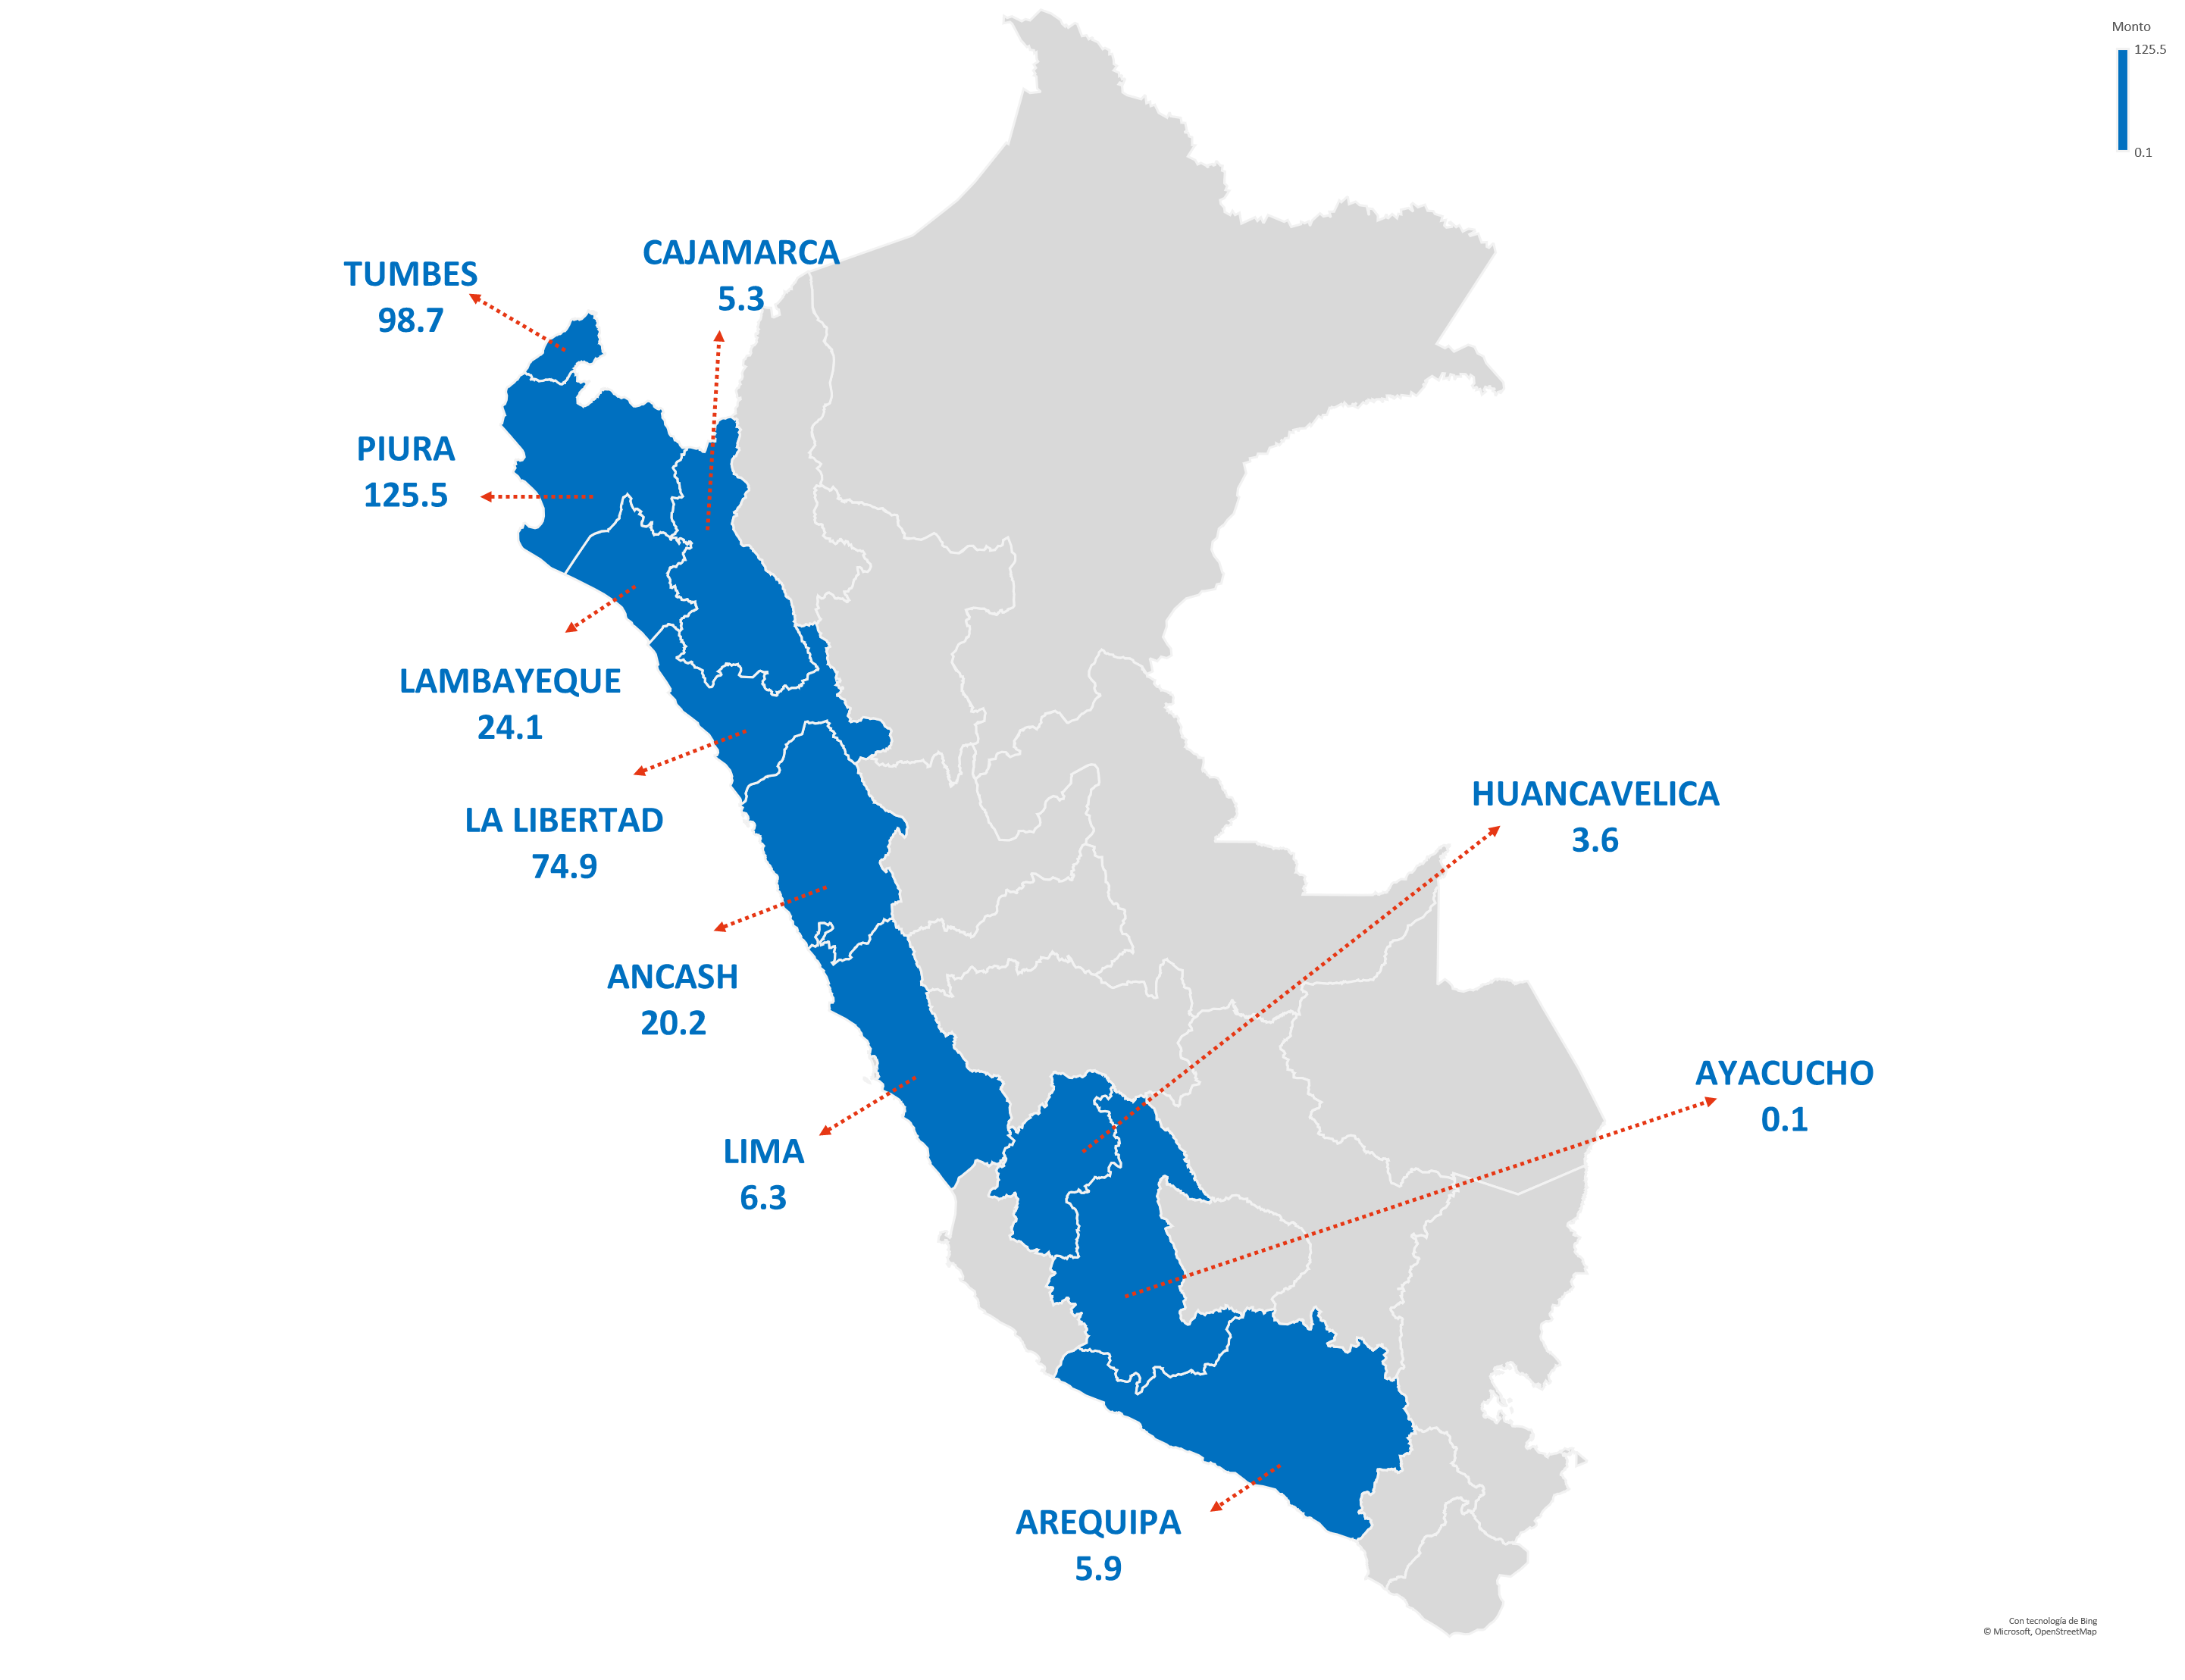 Monto
125.5
0.1
CAJAMARCA
5.3
TUMBES
98.7
PIURA
125.5
LAMBAYEQUE
24.1
LA LIBERTAD
74.9
HUANCAVELICA
3.6
ANCASH
20.2
AYACUCHO
0.1
LIMA
6.3
AREQUIPA
5.9
Con tecnología de Bing
© Microsoft, OpenStreetMap